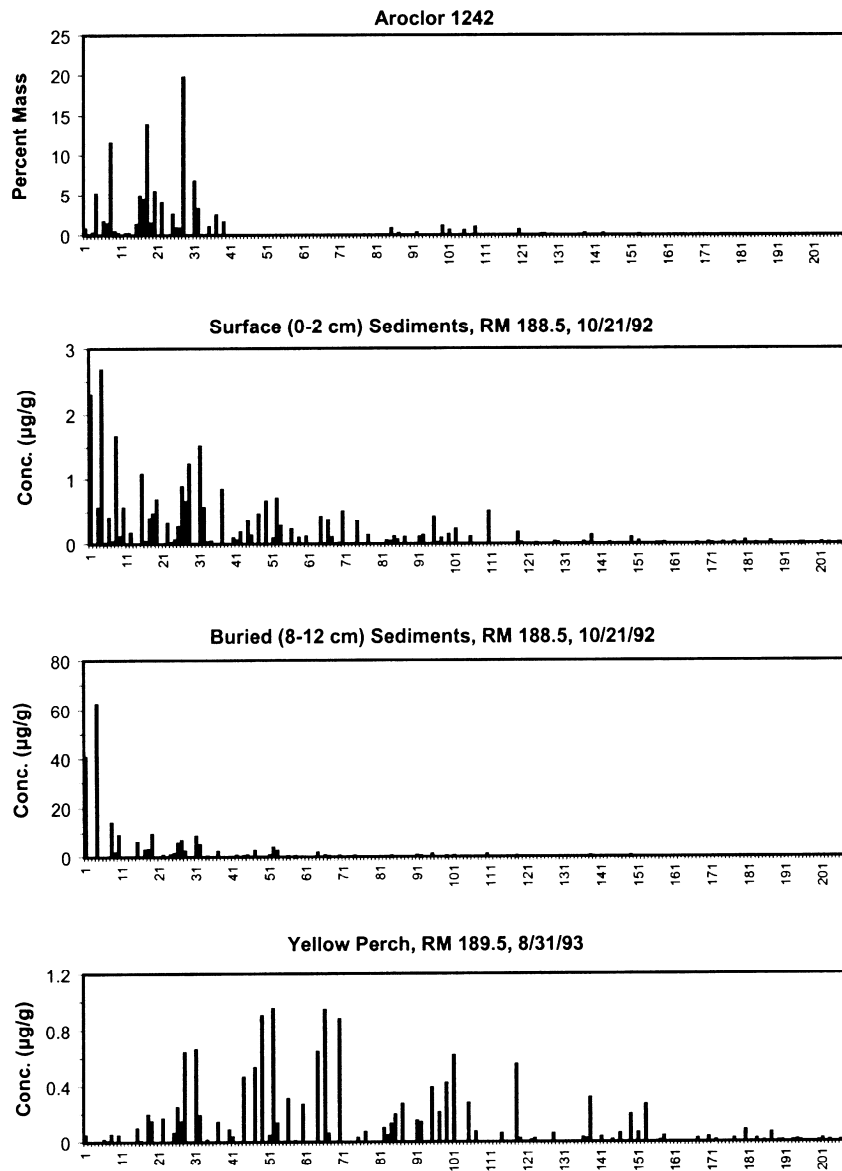 Aroclor 1242
Percent Mass
25
20
15
10
5
0
1 11 21 31 41 51 61 71 81 91 101 111 121 131 141 151 161 171 181 191 201
Surface (0-2 cm) Sediments, RM 188.5, 10/21/92
Conc. (µg/g)
3
2
1
0
1 11 21 31 41 51 61 71 81 91 101 111 121 131 141 151 161 171 181 191 201
Buried (8-12 cm) Sediments, RM 188.5, 10/21/92
Conc. (µg/g)
80
60
40
20
0
1 11 21 31 41 51 61 71 81 91 101 111 121 131 141 151 161 171 181 191 201
Yellow Perch, RM 189.5, 8/31/93
Conc. (µg/g)
1.2
0.8
0.4
0
1 11 21 31 41 51 61 71 81 91 101 111 121 131 141 151 161 171 181 191 201